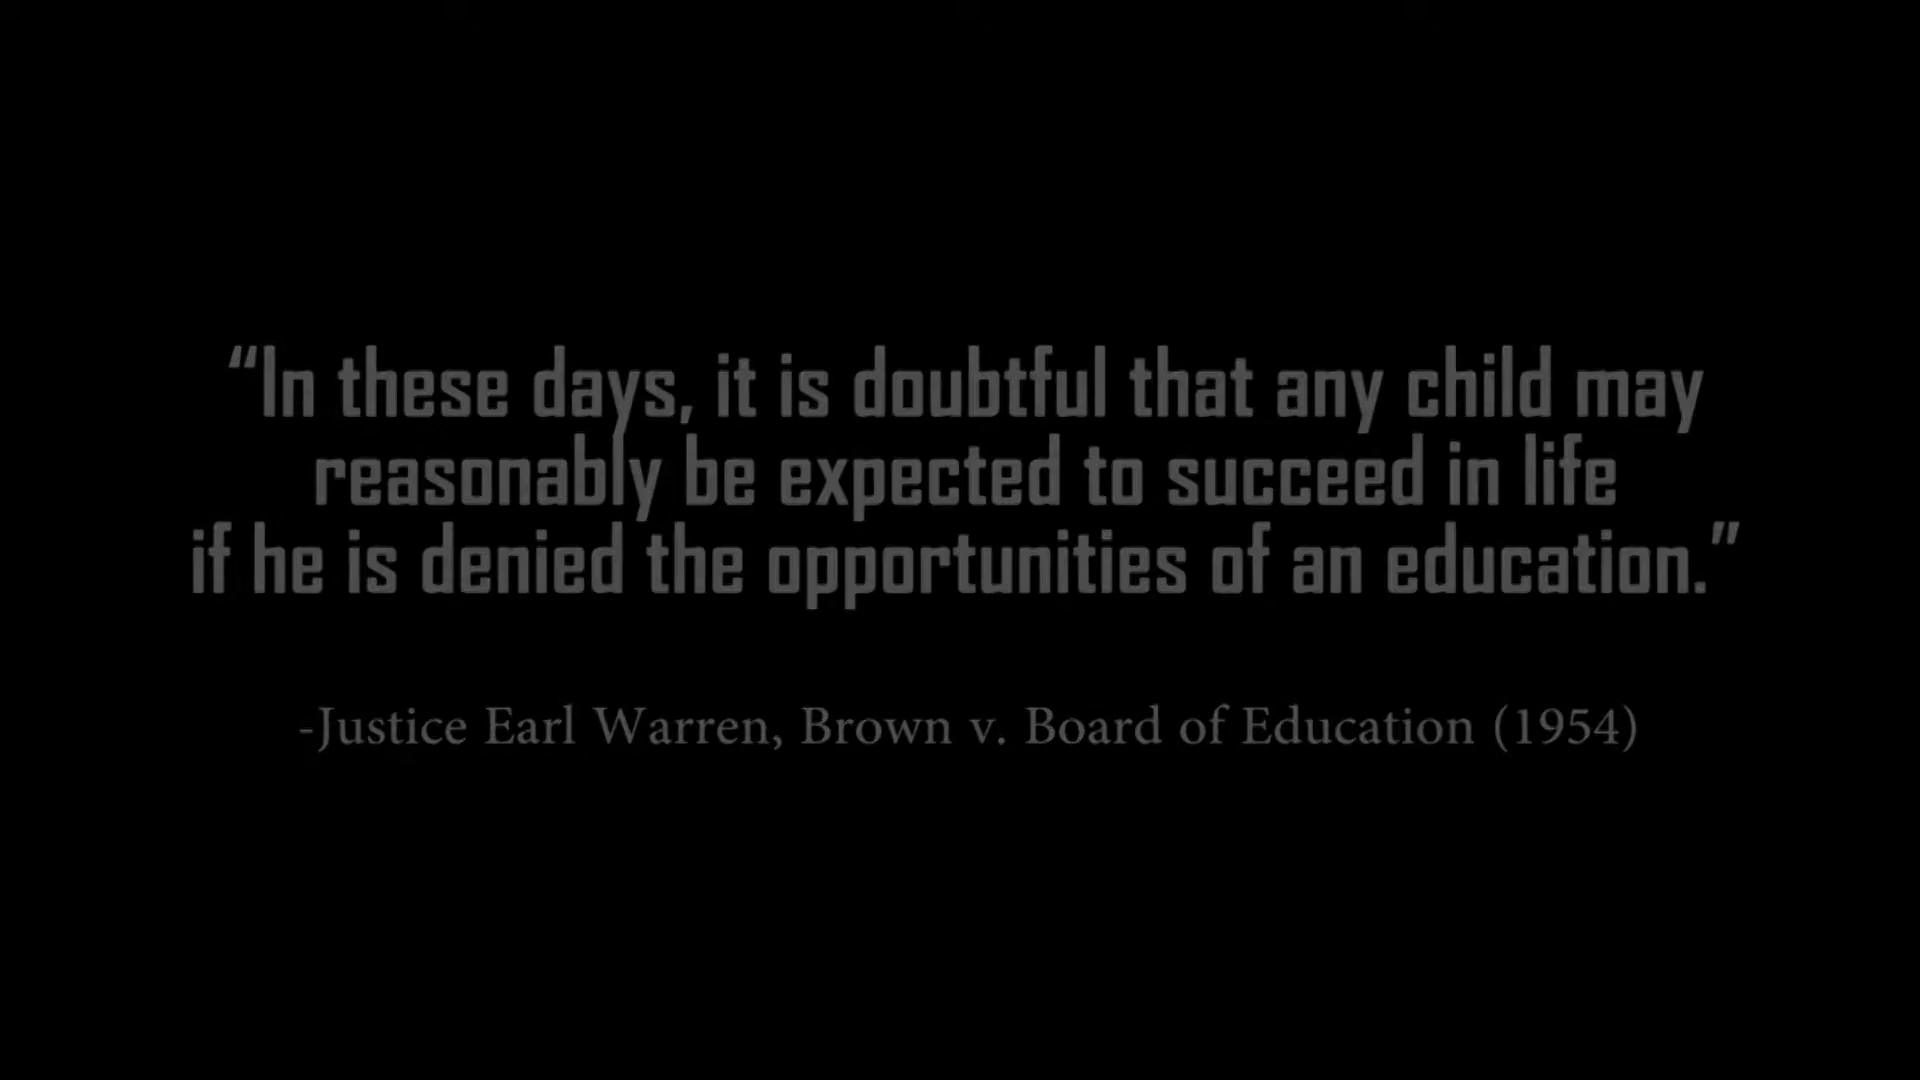 “In these days, it is doubtful that any child may
reasonably be expected to succeed in life
if he is denied the opportunities of an education.”
-Justice Earl Warren, Brown v. Board of Education (1954)